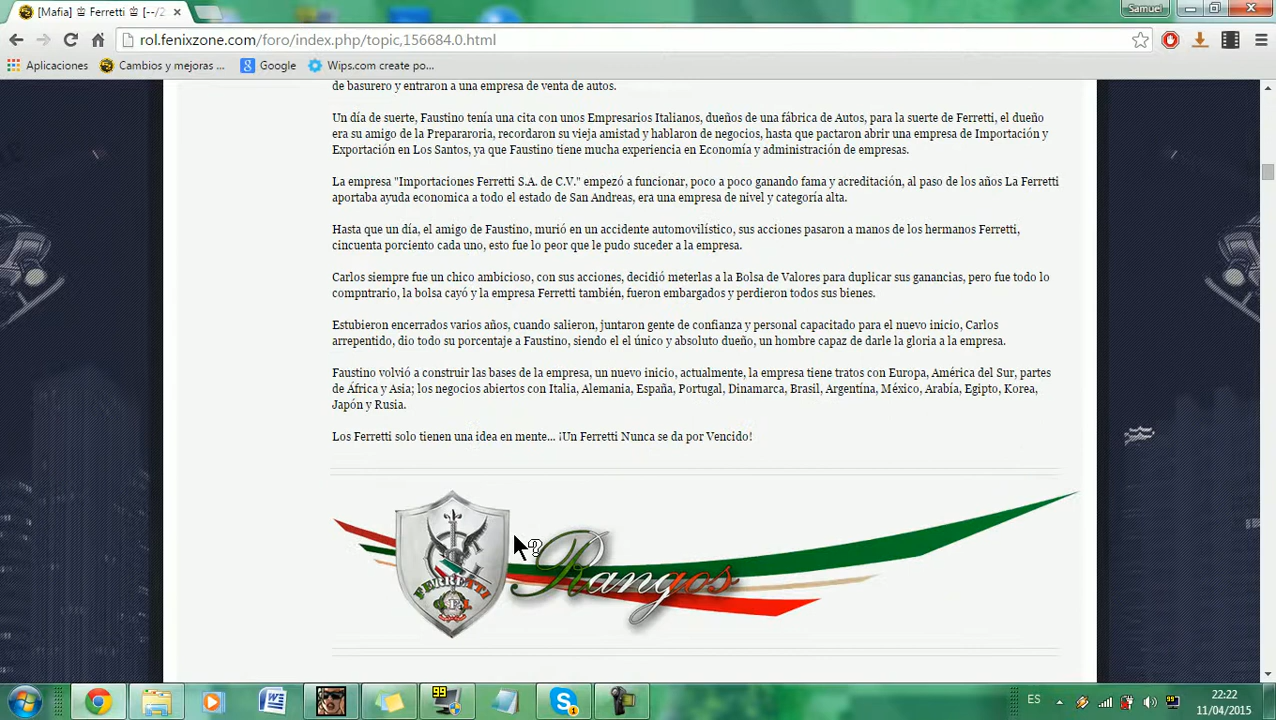 [Mafia] ♔ Ferretti ♔ [--/2
Samuel
rol.fenixzone.com/foro/index.php/topic,156684.0.html
Aplicaciones
Cambios y mejoras ...
Google
Wips.com czeka po...
de basurero y entraron a una empresa de venta de autos.
Un día de suerte, Faustino tenía una cita con unos Empresarios Italianos, dueños de una fábrica de Autos, para la suerte de Ferretti, el dueño
era su amigo de la Prepararoria, recordaron su vieja amistad y hablaron de negocios, hasta que pactaron abrir una empresa de Importación y
Exportación en Los Santos, ya que Faustino tiene mucha experiencia en Economía y administración de empresas.
La empresa "Importaciones Ferretti S.A. de C.V." empezó a funcionar, poco a poco ganando fama y acreditación, al paso de los años La Ferretti
aportaba ayuda economica a todo el estado de San Andreas, era una empresa de nivel y categoría alta.
Hasta que un día, el amigo de Faustino, murió en un accidente automovilístico, sus acciones pasaron a manos de los hermanos Ferretti,
cincuenta porciento cada uno, esto fue lo peor que le pudo suceder a la empresa.
Carlos siempre fue un chico ambicioso, con sus acciones, decidió meterlas a la Bolsa de Valores para duplicar sus ganancias, pero fue todo lo
compntrario, la bolsa cayó y la empresa Ferretti también, fueron embargados y perdieron todos sus bienes.
Estubieron encerrados varios años, cuando salieron, juntaron gente de confianza y personal capacitado para el nuevo inicio, Carlos
arrepentido, dio todo su porcentaje a Faustino, siendo el el único y absoluto dueño, un hombre capaz de darle la gloria a la empresa.
Faustino volvió a construir las bases de la empresa, un nuevo inicio, actualmente, la empresa tiene tratos con Europa, América del Sur, partes
de África y Asia; los negocios abiertos con Italia, Alemania, España, Portugal, Dinamarca, Brasil, Argentína, México, Arabía, Egipto, Korea,
Japón y Rusia.
Los Ferretti solo tienen una idea en mente... ¡Un Ferretti Nunca se da por Vencido!
FERRETTI
Rangos
99
1
ES
22:22
11/04/2015